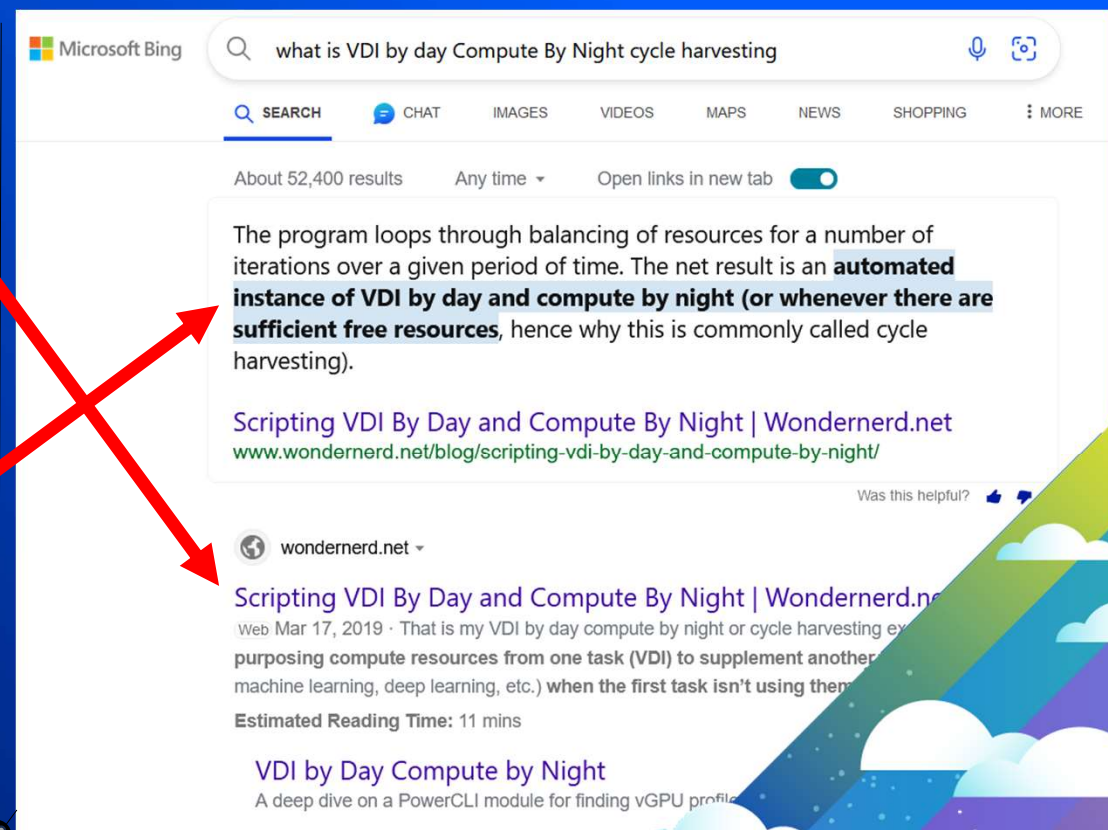 Microsoft Bing
what is VDI by day Compute By Night cycle harvesting
SEARCH CHAT IMAGES VIDEOS MAPS NEWS SHOPPING MORE
About 52,400 results Any time Open links in new tab
The program loops through balancing of resources for a number of
iterations over a given period of time. The net result is an automated
instance of VDI by day and compute by night (or whenever there are
sufficient free resources, hence why this is commonly called cycle
harvesting).
Scripting VDI By Day and Compute By Night | Wondernerd.net
www.wondernerd.net/blog/scripting-vdi-by-day-and-compute-by-night/
Was this helpful?
wondernerd.net
Scripting VDI By Day and Compute By Night |
Web Mar 17, 2019 · That is my VDI by day compute by night or cycle harvesting
purposing compute resources from one task (VDI) to supplement another
machine learning, deep learning, etc.) when the first task isn't using them
Estimated Reading Time: 11 mins
VDI by Day Compute by Night
A deep dive on a PowerCLI module for finding vGPU